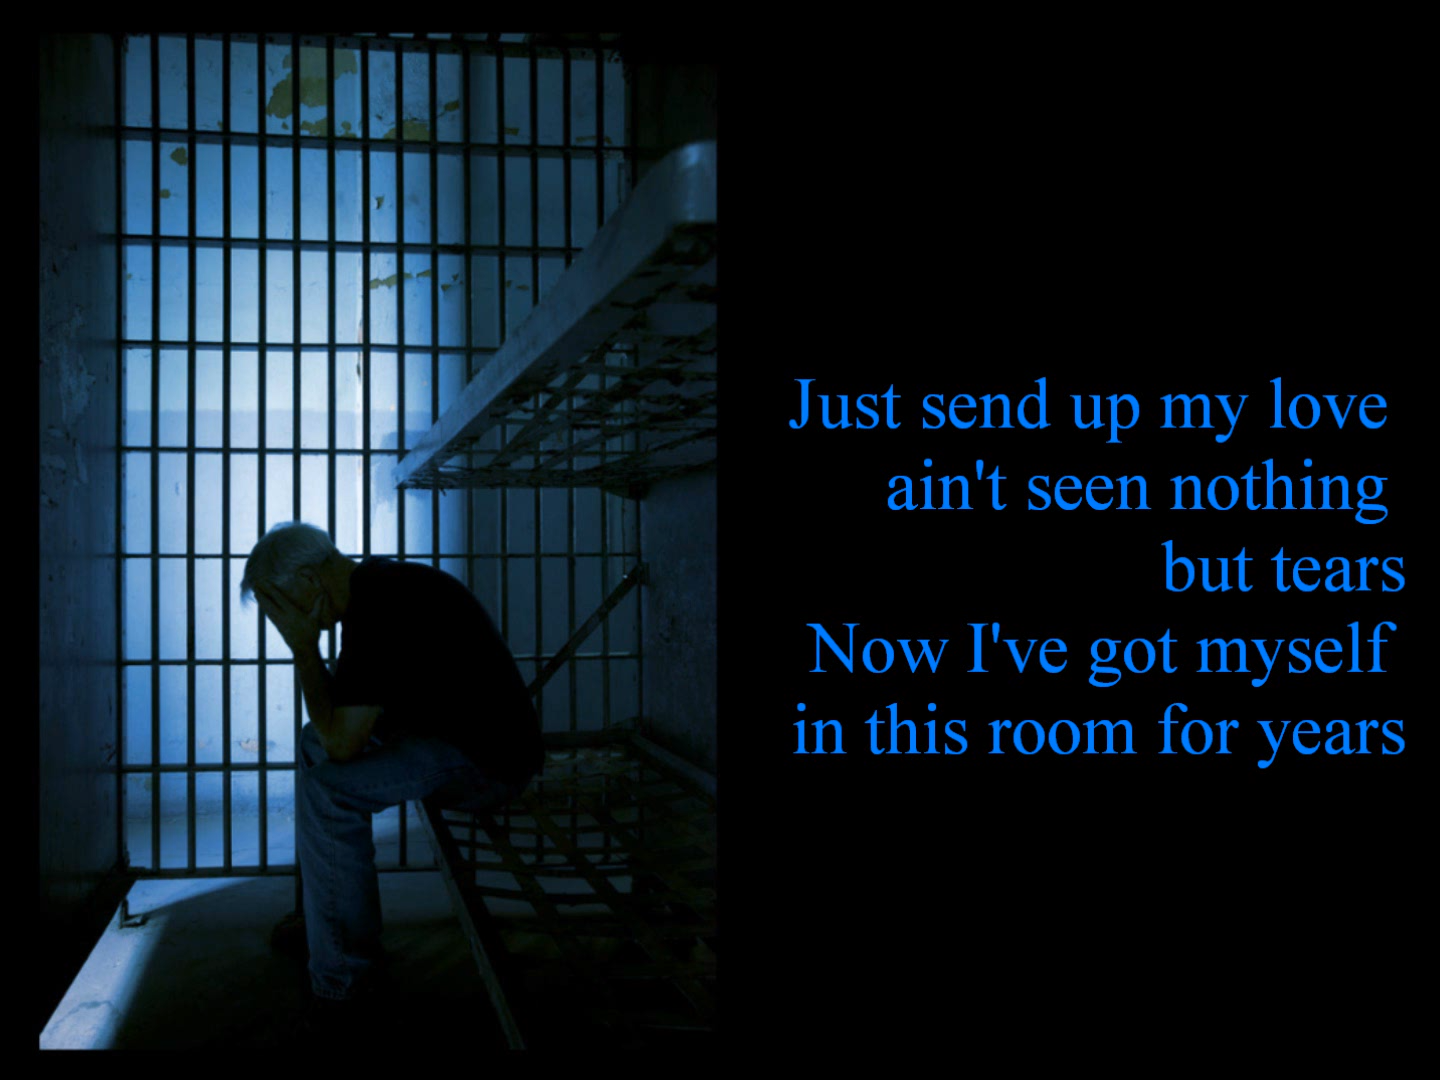 Just send up my love
ain't seen nothing
but tears
Now I've got myself
in this room for years